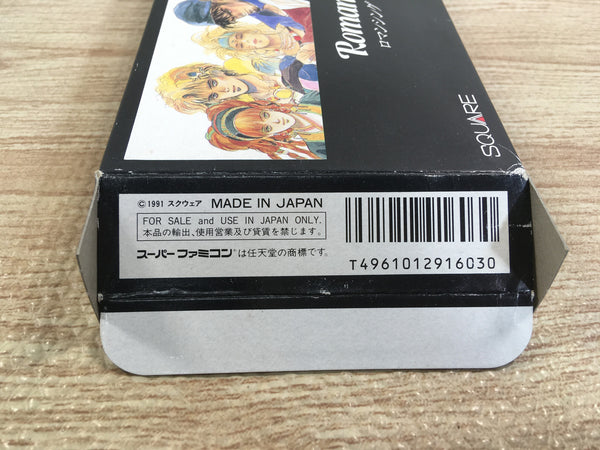 Roman
ロマンシング
SQUARE
© 1991 スクウェア MADE IN JAPAN
FOR SALE and USE IN JAPAN ONLY.
本品の輸出、使用営業及び賃貸を禁じます。
スーパーファミコン®は任天堂の商標です。
T4961012916030